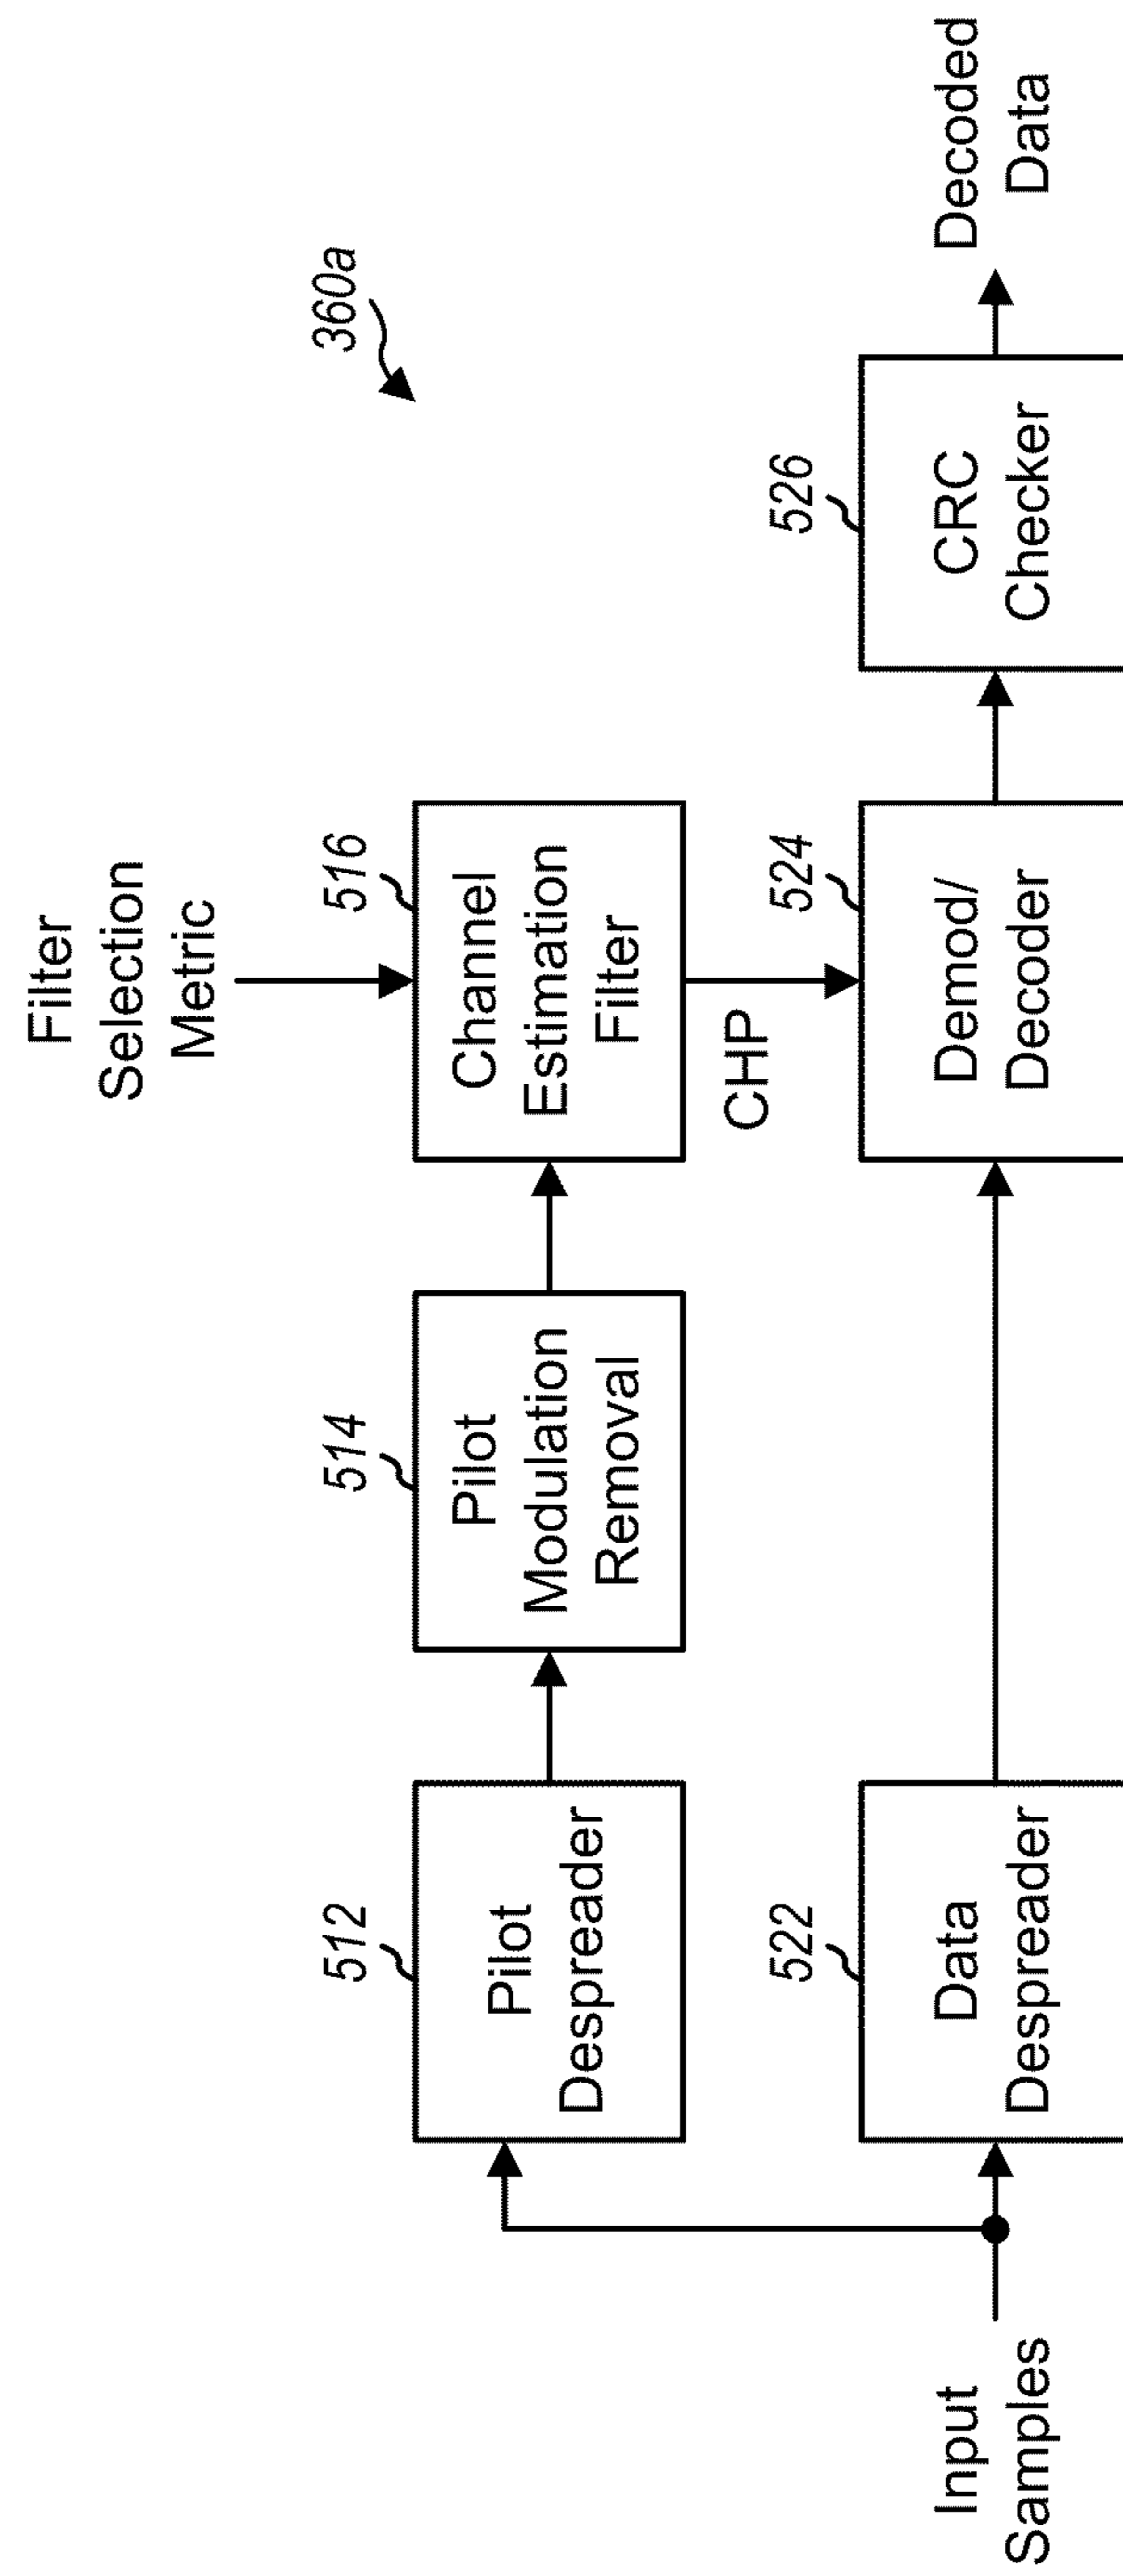 Filter
Selection
Metric
360a
512
Pilot
Despreader
514
Pilot
Modulation
Removal
516
Channel
Estimation
Filter
CHP
Input
Samples
522
Data
Despreader
524
Demod/
Decoder
526
CRC
Checker
Decoded
Data